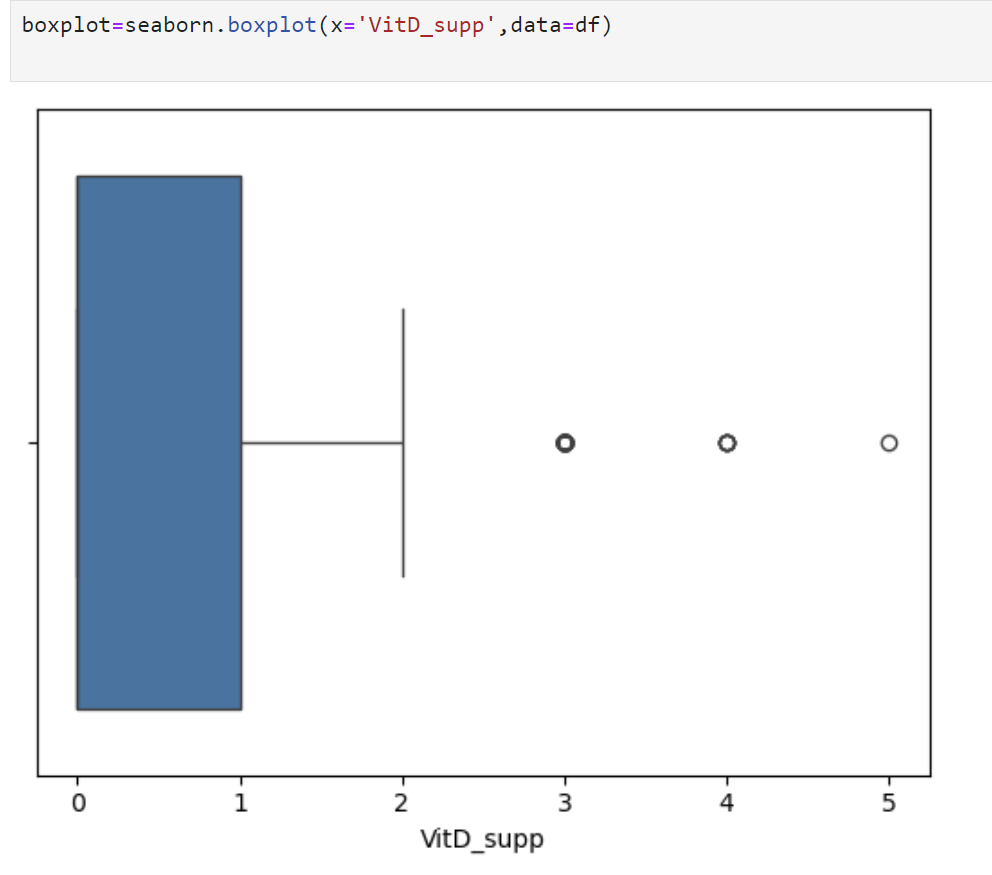 boxplot=seaborn.boxplot(x='VitD_supp',data=df)
0 1 2 3 4 5
VitD_supp